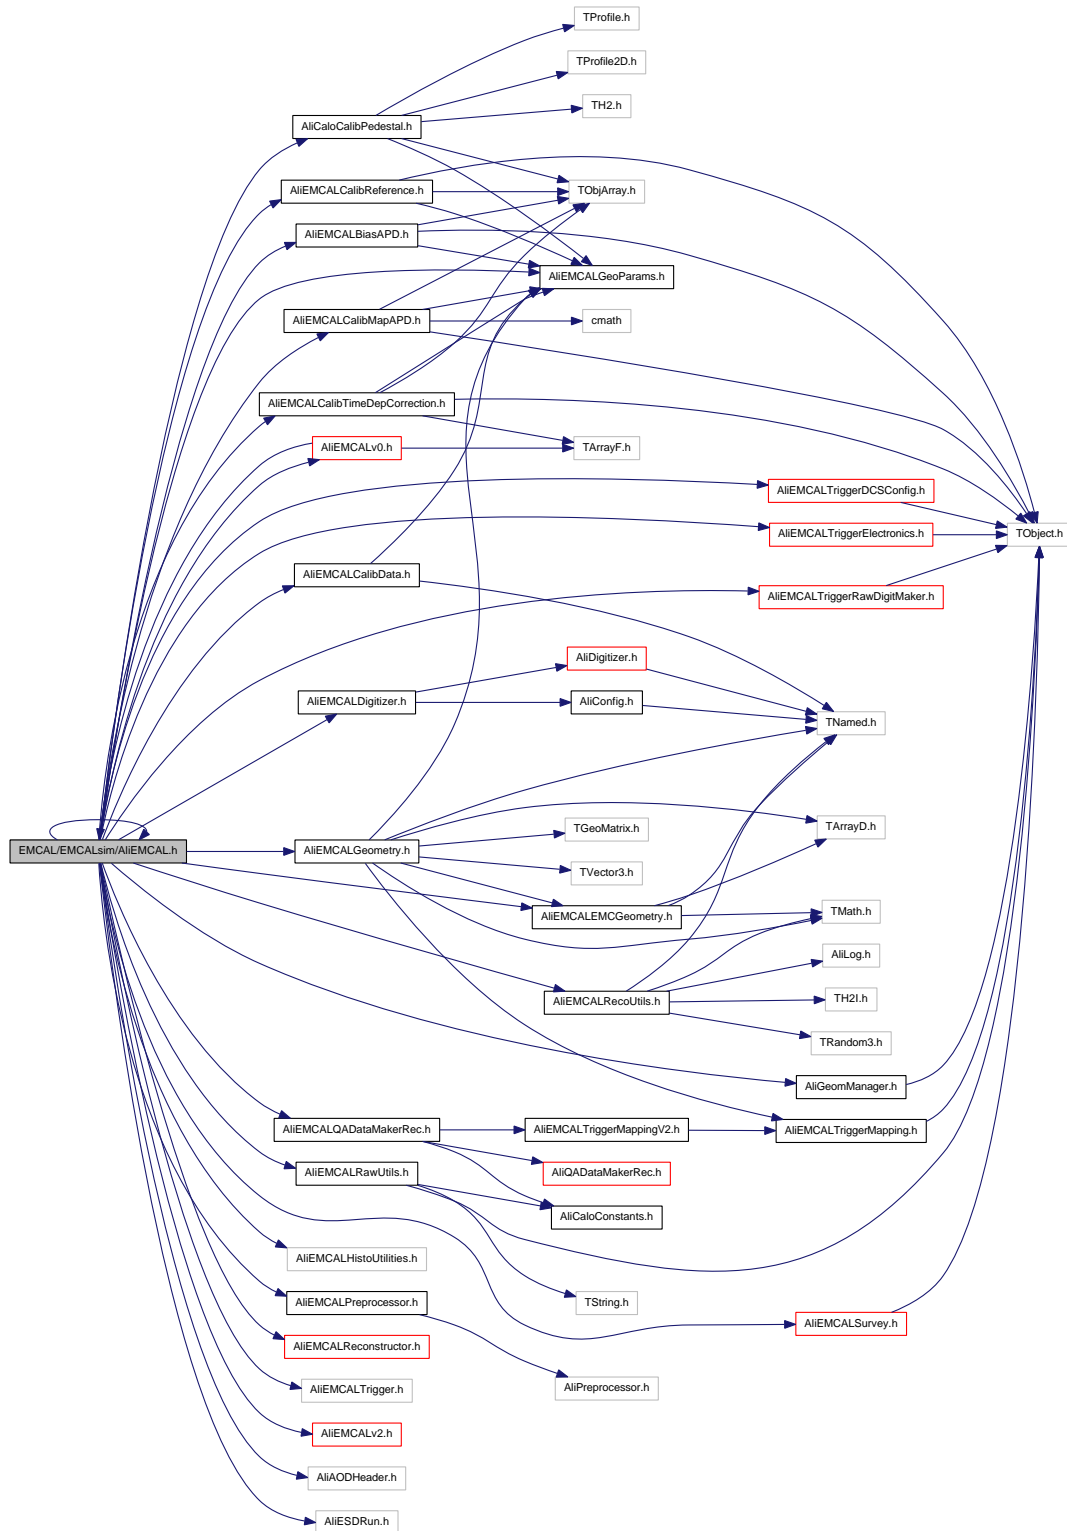 TProfile.h
TProfile2D.h
TH2.h
AliCaloCalibPedestal.h
AliEMCALCalibReference.h
TObjArray.h
AliEMCALBiasAPD.h
AliEMCALGeoParams.h
AliEMCALCalibMapAPD.h
cmath
AliEMCALCalibTimeDepCorrection.h
AliEMCALv0.h
TArrayF.h
AliEMCALTriggerDCSConfig.h
AliEMCALTriggerElectronics.h
TObject.h
AliEMCALCalibData.h
AliEMCALTriggerRawDigitMaker.h
AliDigitizer.h
AliEMCALDigitizer.h
AliConfig.h
TNamed.h
TGeoMatrix.h
TArrayD.h
EMCAL/EMCALsim/AliEMCAL.h
AliEMCALGeometry.h
TVector3.h
AliEMCALEMCGeometry.h
TMath.h
AliLog.h
AliEMCALRecoUtils.h
TH2I.h
TRandom3.h
AliGeomManager.h
AliEMCALQADataMakerRec.h
AliEMCALTriggerMappingV2.h
AliEMCALTriggerMapping.h
AliEMCALRawUtils.h
AliQADataMakerRec.h
AliCaloConstants.h
AliEMCALHistoUtilities.h
AliEMCALPreprocessor.h
TString.h
AliEMCALSurvey.h
AliEMCALReconstructor.h
AliEMCALTrigger.h
AliPreprocessor.h
AliEMCALv2.h
AliAODHeader.h
AliESDRun.h